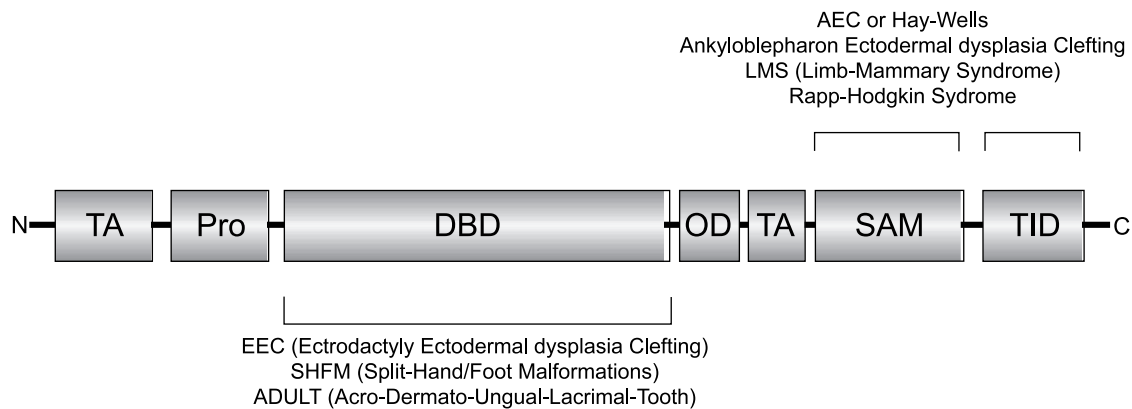 AEC or Hay-Wells
Ankyloblepharon Ectodermal dysplasia Clefting
LMS (Limb-Mammary Syndrome)
Rapp-Hodgkin Sydrome
N TA Pro DBD OD TA SAM TID C
EEC (Ectrodactyly Ectodermal dysplasia Clefting)
SHFM (Split-Hand/Foot Malformations)
ADULT (Acro-Dermato-Ungual-Lacrimal-Tooth)